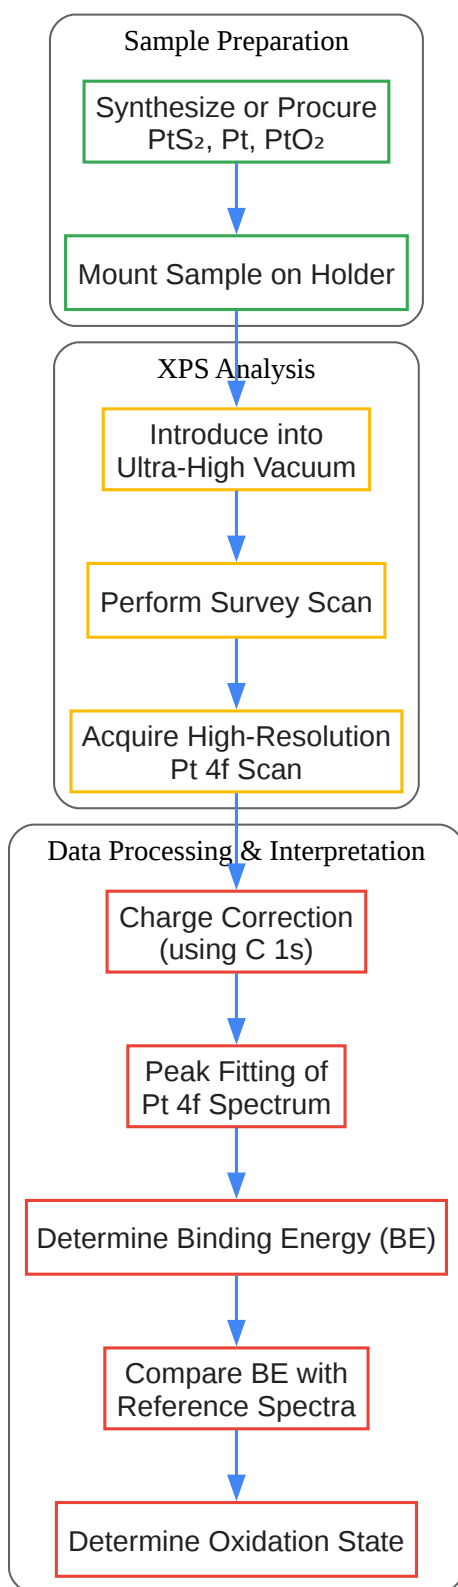 Sample Preparation
Synthesize or Procure
PtS₂, Pt, PtO₂
Mount Sample on Holder
XPS Analysis
Introduce into
Ultra-High Vacuum
Perform Survey Scan
Acquire High-Resolution
Pt 4f Scan
Data Processing & Interpretation
Charge Correction
(using C 1s)
Peak Fitting of
Pt 4f Spectrum
Determine Binding Energy (BE)
Compare BE with
Reference Spectra
Determine Oxidation State